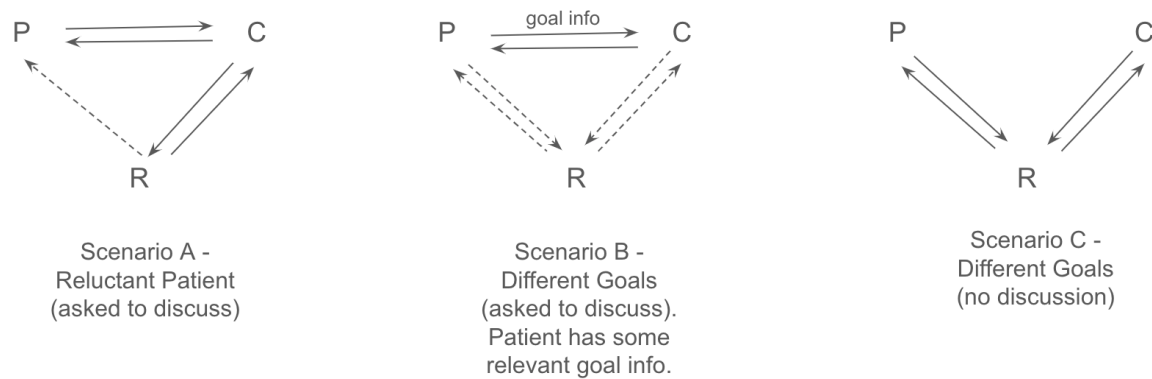 P
C
R
Scenario A -
Reluctant Patient
(asked to discuss)
goal info
P
C
R
Scenario B -
Different Goals
(asked to discuss).
Patient has some
relevant goal info.
P
C
R
Scenario C -
Different Goals
(no discussion)